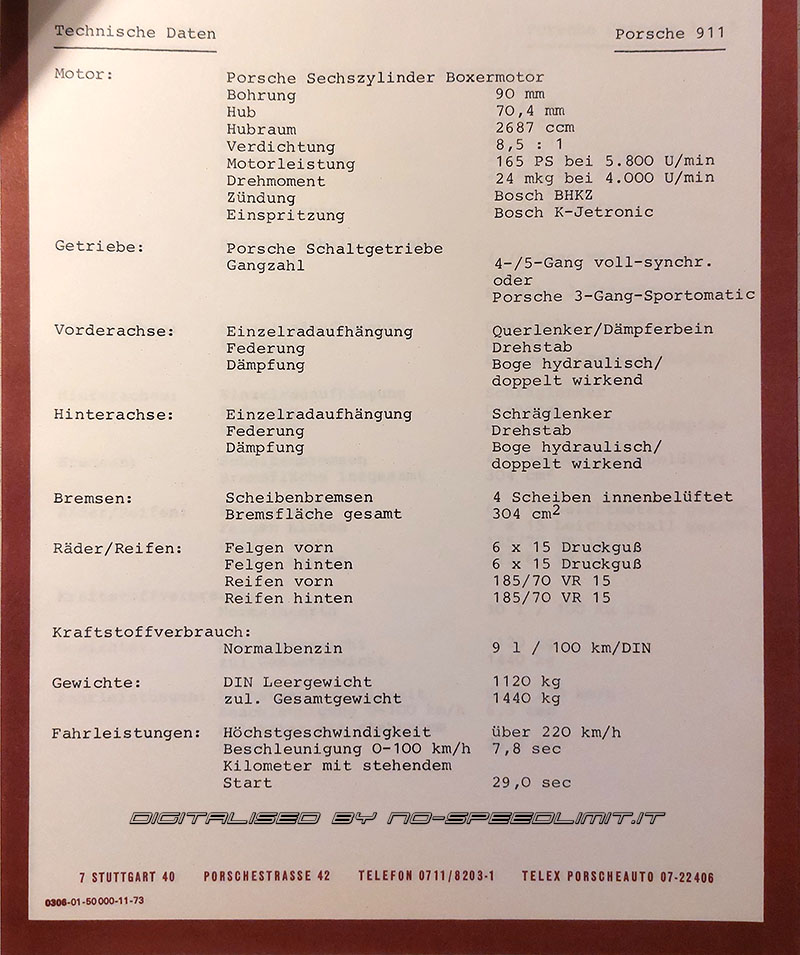 Technische Daten Porsche 911
Motor: Porsche Sechszylinder Boxermotor
Bohrung 90 mm
Hub 70,4 mm
Hubraum 2687 ccm
Verdichtung 8,5 : 1
Motorleistung 165 PS bei 5.800 U/min
Drehmoment 24 mkg bei 4.000 U/min
Zündung Bosch BHKZ
Einspritzung Bosch K-Jetronic
Getriebe: Porsche Schaltgetriebe
Gangzahl 4-/5-Gang voll-synchr.
oder
Porsche 3-Gang-Sportomatic
Vorderachse: Einzelradaufhängung Querlenker/Dämpferbein
Federung Drehstab
Dämpfung Boge hydraulisch/
doppelt wirkend
Hinterachse: Einzelradaufhängung Schräglenker
Federung Drehstab
Dämpfung Boge hydraulisch/
doppelt wirkend
Bremsen: Scheibenbremsen 4 Scheiben innenbelüftet
Bremsfläche gesamt 304 cm²
Räder/Reifen: Felgen vorn 6 x 15 Druckguß
Felgen hinten 6 x 15 Druckguß
Reifen vorn 185/70 VR 15
Reifen hinten 185/70 VR 15
Kraftstoffverbrauch:
Normalbenzin 9 l / 100 km/DIN
Gewichte: DIN Leergewicht 1120 kg
zul. Gesamtgewicht 1440 kg
Fahrleistungen: Höchstgeschwindigkeit über 220 km/h
Beschleunigung 0-100 km/h 7,8 sec
Kilometer mit stehendem
Start 29,0 sec
DIGITALISED BY NO-SPEEDLIMIT.IT
7 STUTTGART 40 PORSCHESTRASSE 42 TELEFON 0711/8203-1 TELEX PORSCHEAUTO 07-22406
0306-01-50000-11-73